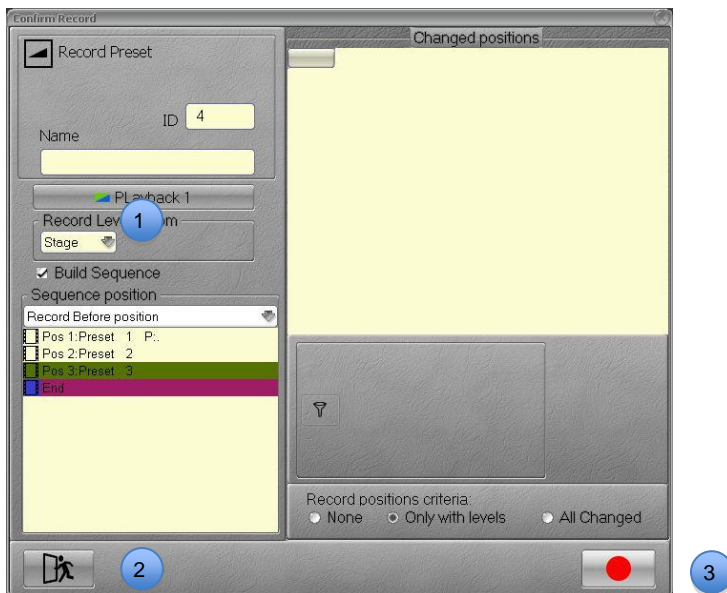 Confirm Record
Record Preset
ID 4
Name
PLayback 1
1
Stage
Build Sequence
Sequence position
Record Before position
Pos 1:Preset 1 P:.
Pos 2:Preset 2
Pos 3:Preset 3
End
2
Changed positions
Record positions criteria:
None Only with levels All Changed
3